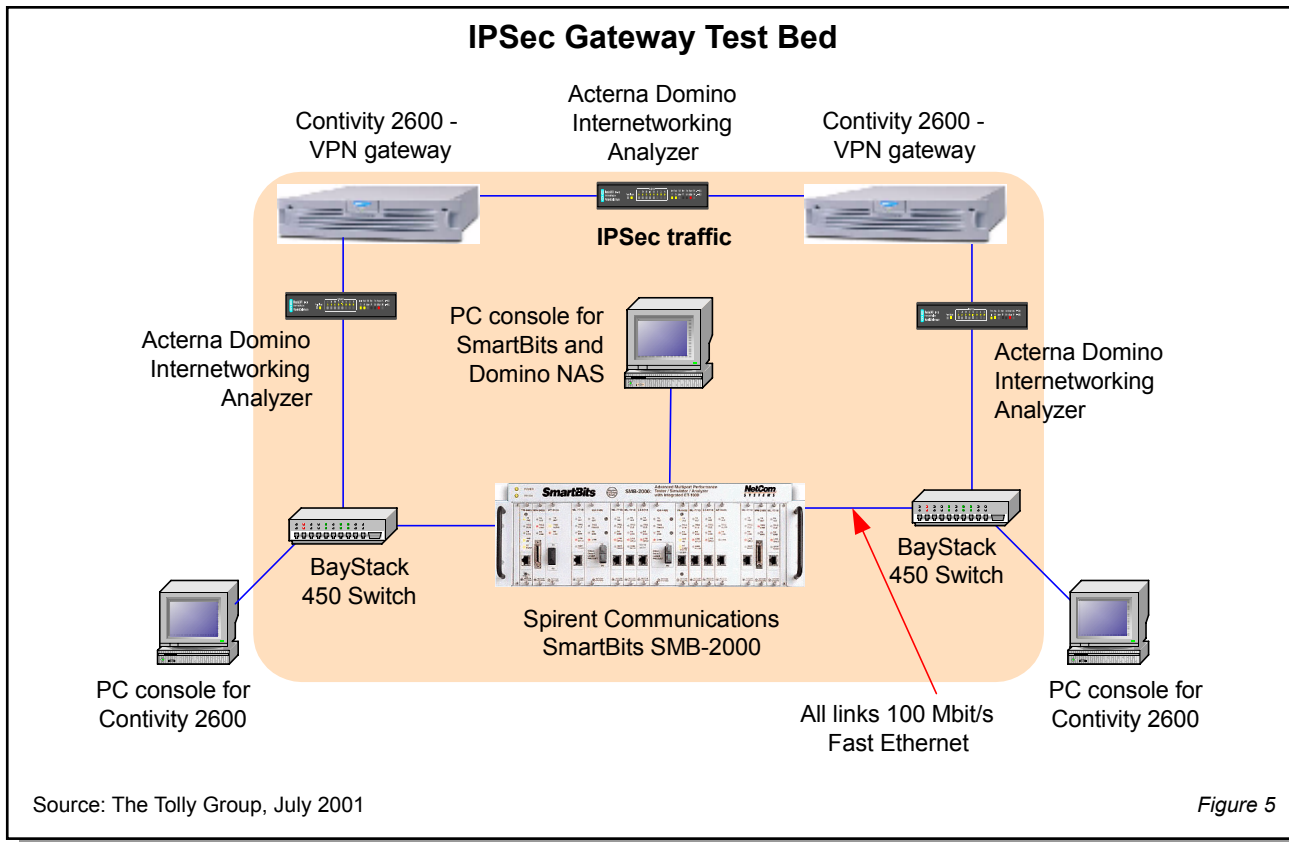 IPSec Gateway Test Bed
Acterna Domino
Internetworking
Analyzer
Contivity 2600 -
VPN gateway
Contivity 2600 -
VPN gateway
IPSec traffic
PC console for
SmartBits and
Domino NAS
Acterna Domino
Internetworking
Analyzer
Acterna Domino
Internetworking
Analyzer
SmartBits
SMB-2000
NetCom
SYSTEMS
BayStack
450 Switch
BayStack
450 Switch
Spirent Communications
SmartBits SMB-2000
PC console for
Contivity 2600
All links 100 Mbit/s
Fast Ethernet
PC console for
Contivity 2600
Source: The Tolly Group, July 2001
Figure 5